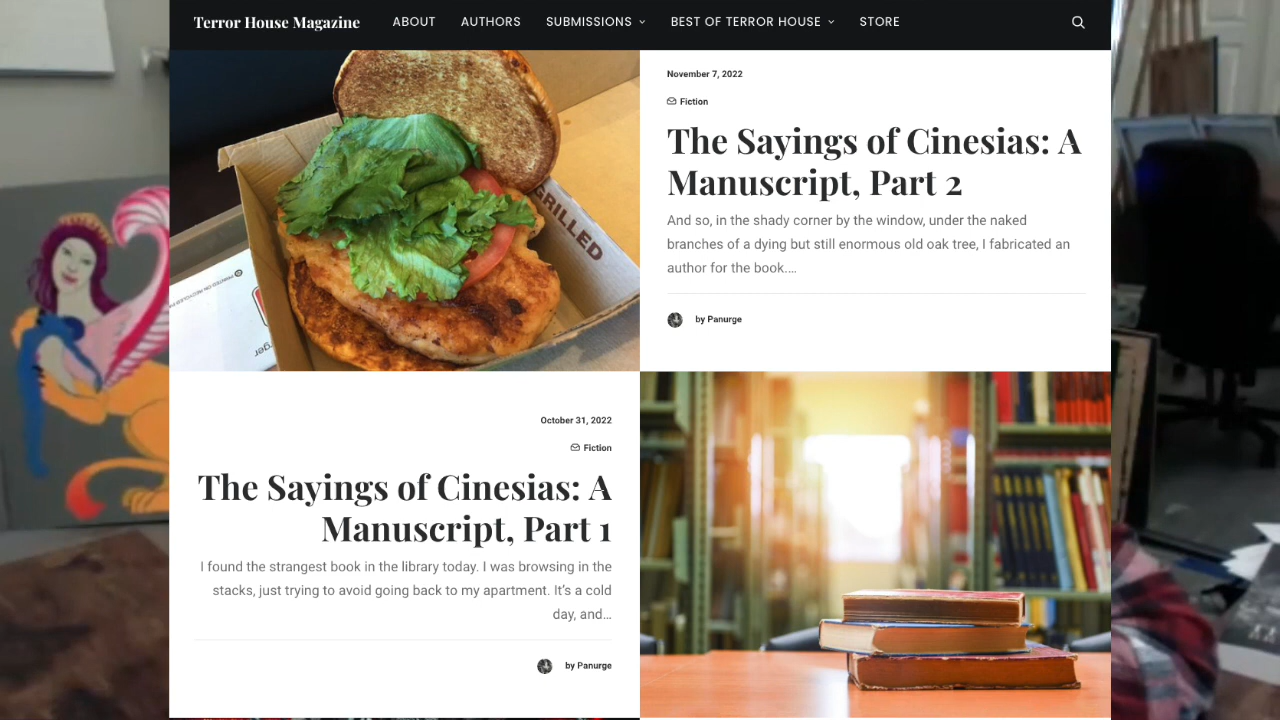 Terror House Magazine ABOUT AUTHORS SUBMISSIONS BEST OF TERROR HOUSE STORE
November 7, 2022
Fiction
The Sayings of Cinesias: A
Manuscript, Part 2
And so, in the shady corner by the window, under the naked
branches of a dying but still enormous old oak tree, I fabricated an
author for the book....
by Panurge
GRILLED
October 31, 2022
Fiction
The Sayings of Cinesias: A
Manuscript, Part 1
I found the strangest book in the library today. I was browsing in the
stacks, just trying to avoid going back to my apartment. It’s a cold
day, and...
by Panurge